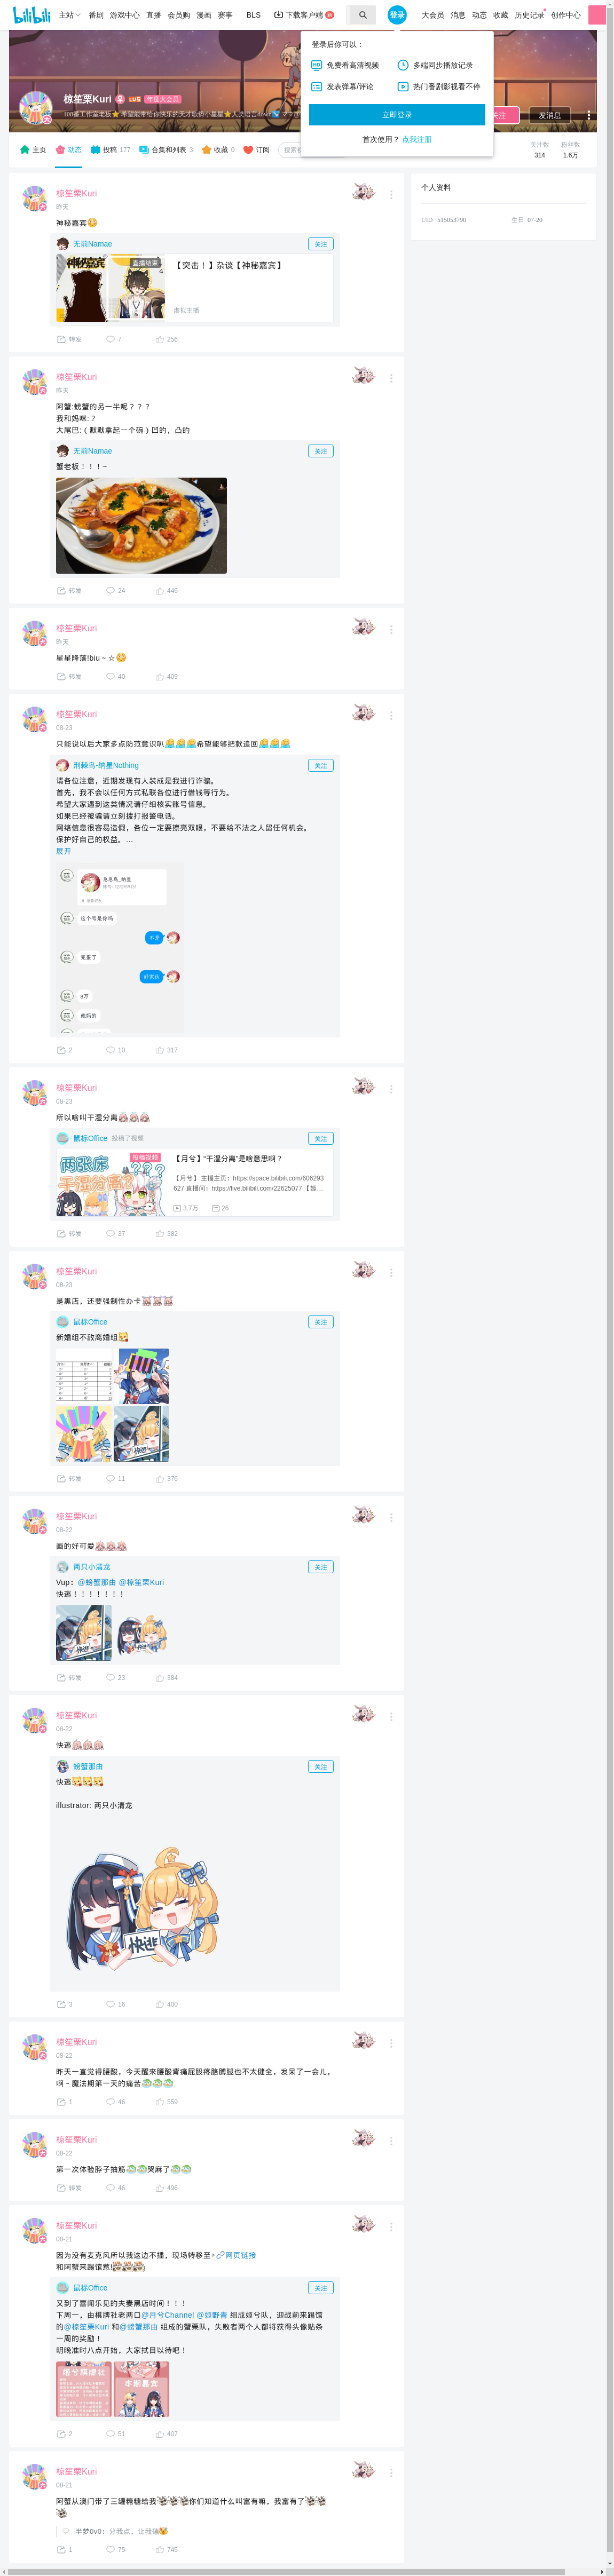 bilibili 主站 番剧 游戏中心 直播 会员购 漫画 赛事 BLS 下载客户端 登录 大会员 消息 动态 收藏 历史记录 创作中心
登录后你可以：
免费看高清视频 多端同步播放记录
发表弹幕/评论 热门番剧影视看不停
立即登录
首次使用？ 点我注册
椋笙栗Kuri LV5 年度大会员
关注 发消息
主页 动态 投稿 177 合集和列表 3 收藏 0 订阅
关注数 粉丝数
314 1.6万
个人资料
UID 515053790 生日 07-20
椋笙栗Kuri
昨天
神秘嘉宾
无前Namae 关注
直播结束
【突击！】杂谈【神秘嘉宾】
虚拟主播
转发 7 256
椋笙栗Kuri
昨天
阿蟹:螃蟹的另一半呢？？？
我和妈咪:？
大尾巴:（默默拿起一个碗）凹的，凸的
无前Namae 关注
蟹老板！！！~
转发 24 446
椋笙栗Kuri
昨天
星星降落!biu～☆
转发 40 409
椋笙栗Kuri
08-23
只能说以后大家多点防范意识叭希望能够把款追回
荆棘岛-纳星Nothing 关注
请各位注意，近期发现有人装成是我进行诈骗。
首先，我不会以任何方式私联各位进行借钱等行为。
希望大家遇到这类情况请仔细核实账号信息。
如果已经被骗请立刻拨打报警电话。
网络信息很容易造假，各位一定要擦亮双眼，不要给不法之人留任何机会。
保护好自己的权益。...
展开
这个号是你吗
不是
完蛋了
好家伙
8万
他妈的
2 10 317
椋笙栗Kuri
08-23
所以啥叫干湿分离
鼠标Office 投稿了视频 关注
投稿视频
两张床
干湿分离？
【月兮】“干湿分离”是啥意思啊？
【月兮】 主播主页：https://space.bilibili.com/606293
627 直播间：https://live.bilibili.com/22625077 【姬...
3.7万 26
转发 37 382
椋笙栗Kuri
08-23
是黑店，还要强制性办卡
鼠标Office 关注
新婚组不敌离婚组
转发 11 376
椋笙栗Kuri
08-22
画的好可爱
两只小清龙 关注
Vup：@螃蟹那由 @椋笙栗Kuri
快逃！！！！！！！
转发 23 384
椋笙栗Kuri
08-22
快逃
螃蟹那由 关注
快逃
illustrator: 两只小清龙
快逃
3 16 400
椋笙栗Kuri
08-22
昨天一直觉得腰酸，今天醒来腰酸背痛屁股疼胳膊腿也不太健全，发呆了一会儿，
啊～魔法期第一天的痛苦
1 46 559
椋笙栗Kuri
08-22
第一次体验脖子抽筋哭麻了
转发 46 496
椋笙栗Kuri
08-21
因为没有麦克风所以我这边不播，现场转移至 网页链接
和阿蟹来踢馆惹!
鼠标Office 关注
又到了喜闻乐见的夫妻黑店时间！！！
下周一，由棋牌社老两口@月兮Channel @姬野青 组成姬兮队，迎战前来踢馆
的@椋笙栗Kuri 和@螃蟹那由 组成的蟹栗队，失败者两个人都将获得头像贴条
一周的奖励！
明晚准时八点开始，大家拭目以待吧！
姬兮棋牌社
本期嘉宾
2 51 407
椋笙栗Kuri
08-21
阿蟹从澳门带了三罐糖糖给我你们知道什么叫富有嘛，我富有了
半梦0v0：分我点，让我磕
1 75 745